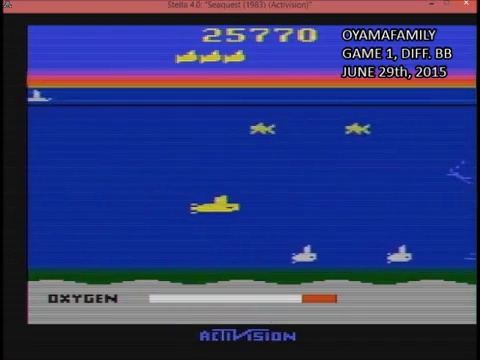 Stella 4.0: "Seaquest (1983) (Activision)"
25770
OYAMAFAMILY
GAME 1, DIFF. BB
JUNE 29th, 2015
OXYGEN
ACTIVISION